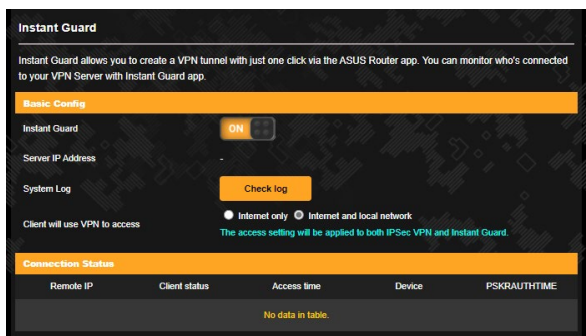 Instant Guard
Instant Guard allows you to create a VPN tunnel with just one click via the ASUS Router app. You can monitor who's connected
to your VPN Server with Instant Guard app.
Basic Config
Instant Guard ON
Server IP Address -
System Log Check log
Client will use VPN to access Internet only Internet and local network
The access setting will be applied to both IPSec VPN and Instant Guard.
Connection Status
Remote IP Client status Access time Device PSKRAUTHTIME
No data in table.